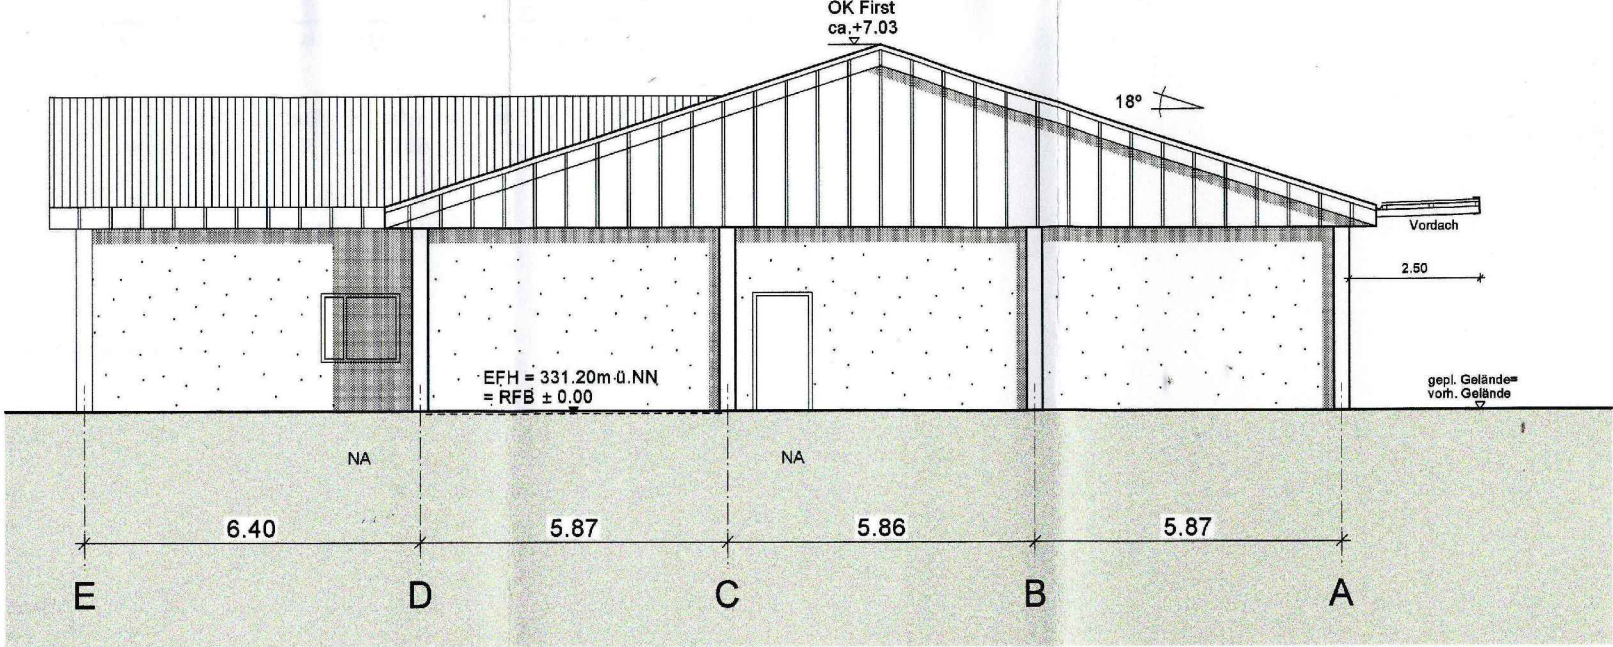 OK First
ca.+7.03
18°
Vordach
2.50
EFH = 331.20m ü.NN
= RFB ± 0.00
gepl. Gelände=
vorh. Gelände
NA
NA
6.40
5.87
5.86
5.87
E
D
C
B
A